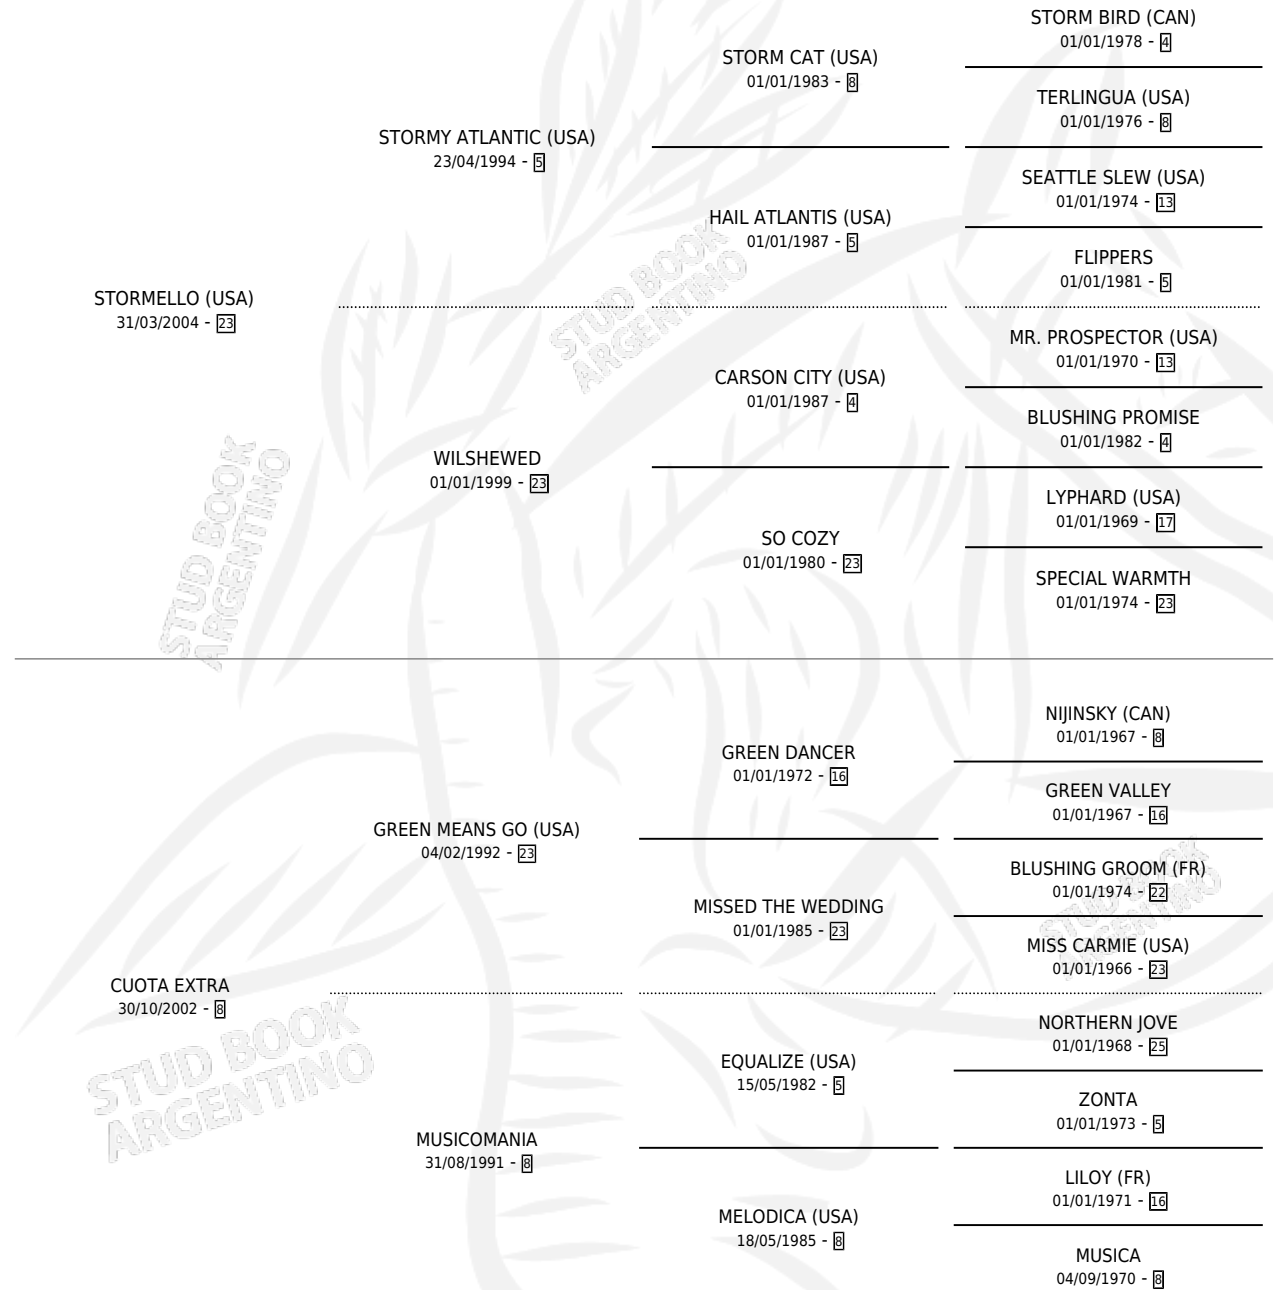 STORM BIRD (CAN)
01/01/1978 - 4
STORM CAT (USA)
01/01/1983 - 8
TERLINGUA (USA)
01/01/1976 - 8
STORMY ATLANTIC (USA)
23/04/1994 - 5
SEATTLE SLEW (USA)
01/01/1974 - 13
HAIL ATLANTIS (USA)
01/01/1987 - 5
FLIPPERS
01/01/1981 - 5
STORMELLO (USA)
31/03/2004 - 23
STUD BOOK
ARGENTINO
MR. PROSPECTOR (USA)
01/01/1970 - 13
CARSON CITY (USA)
01/01/1987 - 4
BLUSHING PROMISE
01/01/1982 - 4
WILSHEWED
01/01/1999 - 23
LYPHARD (USA)
01/01/1969 - 17
SO COZY
01/01/1980 - 23
SPECIAL WARMTH
01/01/1974 - 23
STUD BOOK
ARGENTINO
NIJINSKY (CAN)
01/01/1967 - 8
GREEN DANCER
01/01/1972 - 16
GREEN VALLEY
01/01/1967 - 16
GREEN MEANS GO (USA)
04/02/1992 - 23
BLUSHING GROOM (FR)
01/01/1974 - 22
MISSED THE WEDDING
01/01/1985 - 23
STUD BOOK
ARGENTINO
MISS CARMIE (USA)
01/01/1966 - 23
CUOTA EXTRA
30/10/2002 - 8
NORTHERN JOVE
01/01/1968 - 25
EQUALIZE (USA)
15/05/1982 - 5
ZONTA
01/01/1973 - 5
STUD BOOK
ARGENTINO
MUSICOMANIA
31/08/1991 - 8
LILOY (FR)
01/01/1971 - 16
MELODICA (USA)
18/05/1985 - 8
MUSICA
04/09/1970 - 8